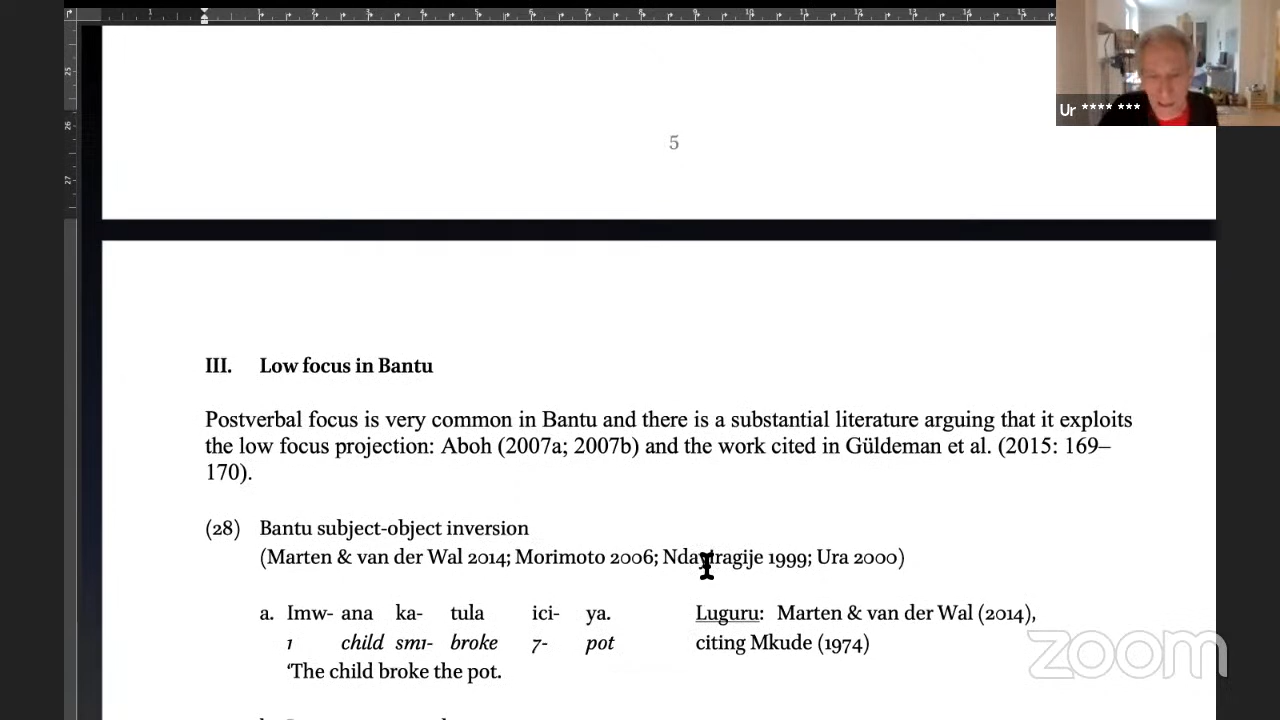 Ur **** ***
5
III. Low focus in Bantu
Postverbal focus is very common in Bantu and there is a substantial literature arguing that it exploits
the low focus projection: Aboh (2007a; 2007b) and the work cited in Güldeman et al. (2015: 169–
170).
(28) Bantu subject-object inversion
(Marten & van der Wal 2014; Morimoto 2006; Ndayiragije 1999; Ura 2000)
a. Imw- ana ka- tula ici- ya. Luguru: Marten & van der Wal (2014),
1 child sm1- broke 7- pot citing Mkude (1974)
‘The child broke the pot.
zoom